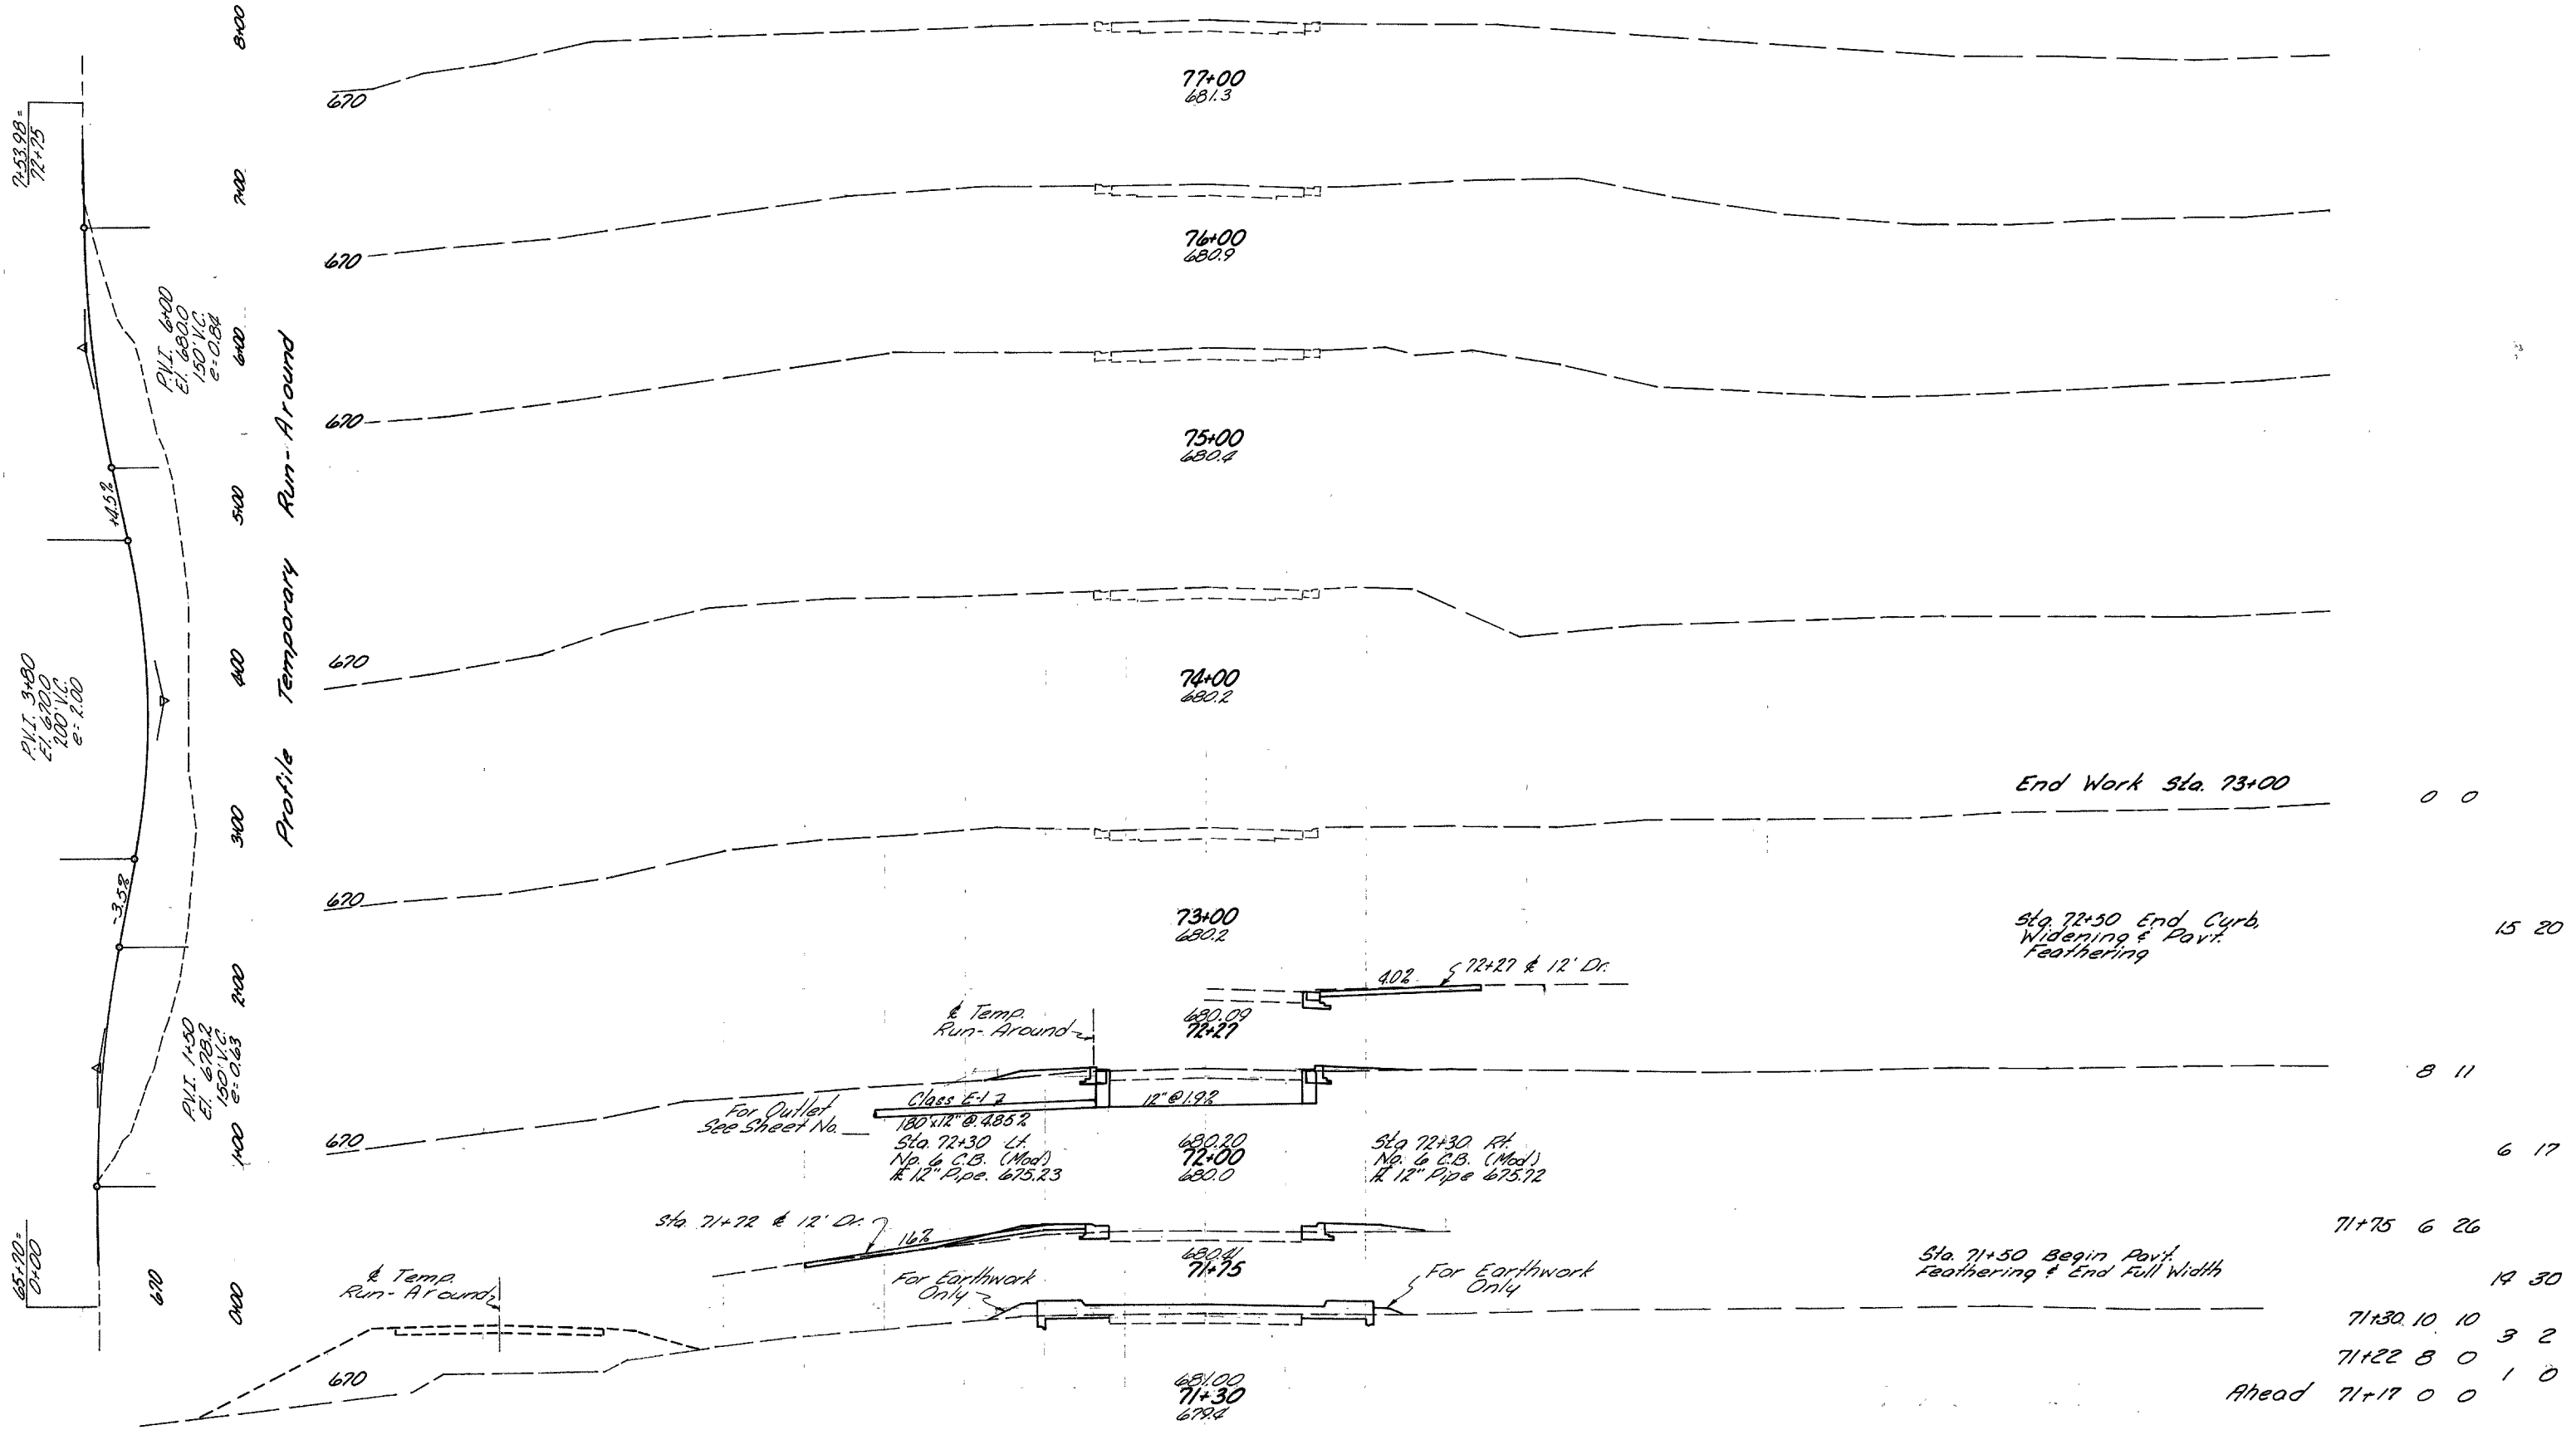 8+00
7+00
6+00
5+00
4+00
3+00
2+00
1+00
0+00
670
7+53.98 =
72+75
P.V.I. 6+00
El. 680.0
150' V.C.
e = 0.84
+4.5%
P.V.I. 3+80
El. 670.0
200' V.C.
e = 2.00
-3.5%
P.V.I. 1+50
El. 678.2
150' V.C.
e = 0.63
65+70 =
0+00
Profile Temporary Run-Around
670
77+00
681.3
670
76+00
680.9
670
75+00
680.4
670
74+00
680.2
End Work Sta. 73+00
0 0
670
73+00
680.2
Sta. 72+50 End Curb,
Widening & Pav't.
Feathering
15 20
4.0%
72+27 ℄ 12' Dr.
680.09
72+27
℄ Temp.
Run-Around
8 11
Class E-1
12" @ 1.9%
180' x 12" @ 4.85%
For Outlet
See Sheet No.
670
Sta. 72+30 Lt.
No. 6 C.B. (Mod)
12" Pipe. 675.23
680.20
72+00
680.0
Sta 72+30 Rt.
No. 6 C.B. (Mod)
12" Pipe 675.72
6 17
Sta. 71+72 ℄ 12' Dr.
16%
680.41
71+75
71+75 6 26
Sta. 71+50 Begin Pav't.
Feathering & End Full Width
14 30
℄ Temp.
Run-Around
For Earthwork
Only
For Earthwork
Only
71+30 10 10
3 2
71+22 8 0
1 0
Ahead 71+17 0 0
670
681.00
71+30
679.4